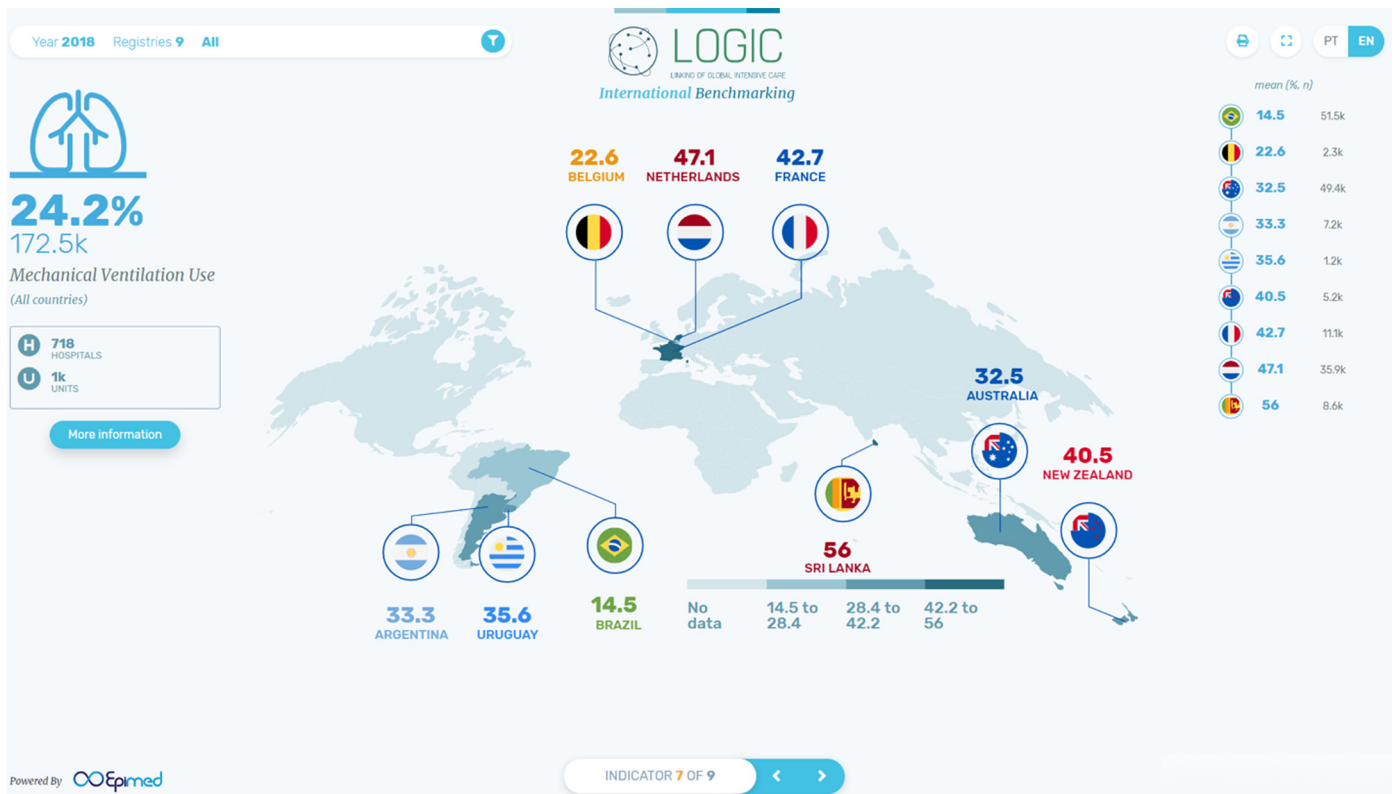 Year 2018 Registries 9 All
LOGIC
LINKING OF GLOBAL INTENSIVE CARE
International Benchmarking
PT EN
24.2%
172.5k
Mechanical Ventilation Use
(All countries)
H 718
HOSPITALS
U 1k
UNITS
More information
22.6
BELGIUM
47.1
NETHERLANDS
42.7
FRANCE
32.5
AUSTRALIA
40.5
NEW ZEALAND
56
SRI LANKA
33.3
ARGENTINA
35.6
URUGUAY
14.5
BRAZIL
No
data
14.5 to
28.4
28.4 to
42.2
42.2 to
56
mean (%, n)
14.5 51.5k
22.6 2.3k
32.5 49.4k
33.3 7.2k
35.6 1.2k
40.5 5.2k
42.7 11.1k
47.1 35.9k
56 8.6k
Powered By Epimed
INDICATOR 7 OF 9